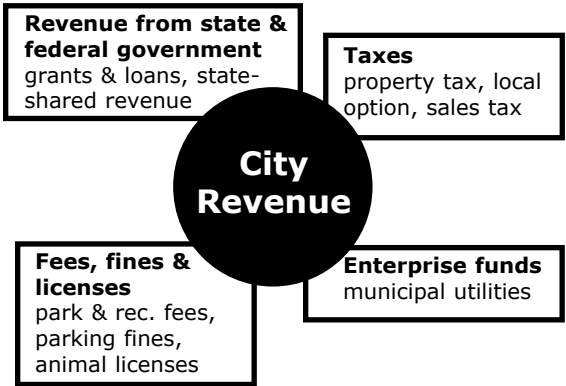 Revenue from state &
federal government
grants & loans, state-
shared revenue
Taxes
property tax, local
option, sales tax
City
Revenue
Fees, fines &
licenses
park & rec. fees,
parking fines,
animal licenses
Enterprise funds
municipal utilities